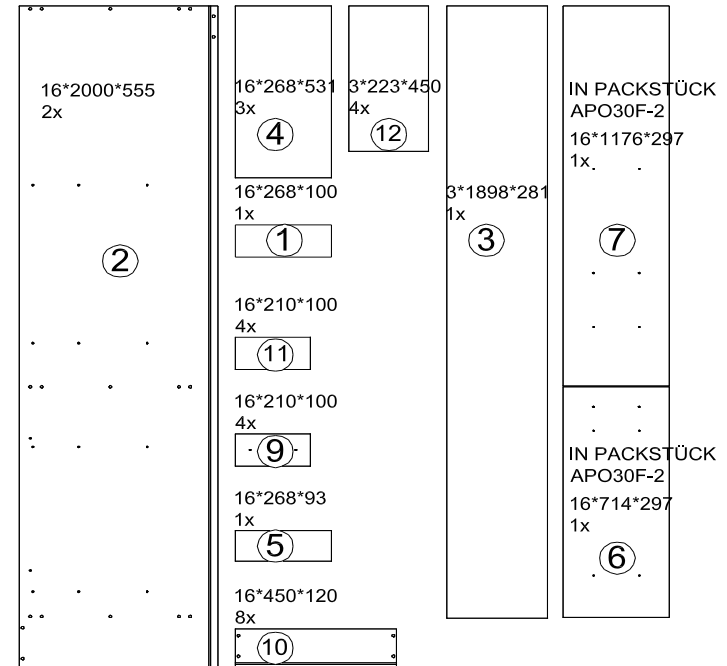 16*2000*555
2x
2
16*268*531
3x
4
3*223*450
4x
12
16*268*100
1x
1
3*1898*281
1x
3
IN PACKSTÜCK
APO30F-2
16*1176*297
1x
7
16*210*100
4x
11
16*210*100
4x
9
16*268*93
1x
5
16*450*120
8x
10
IN PACKSTÜCK
APO30F-2
16*714*297
1x
6